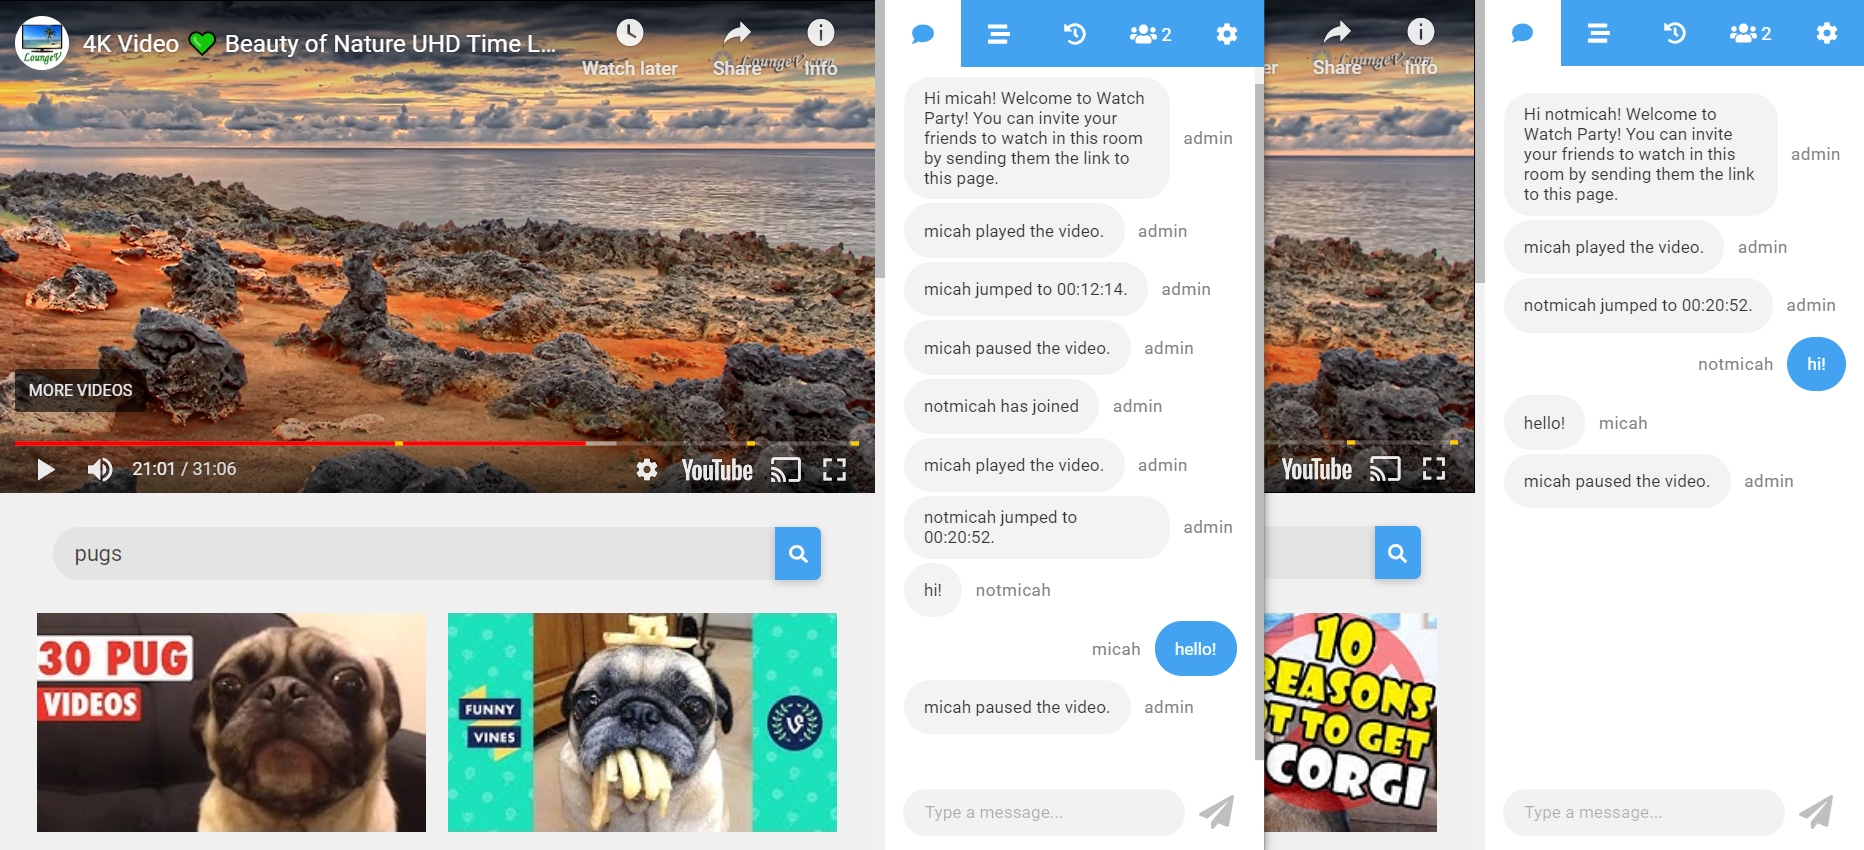 4K Video 💚 Beauty of Nature UHD Time L...
LoungeV
Watch later
Share
Info
LoungeV.com
MORE VIDEOS
21:01 / 31:06
YouTube
pugs
30 PUG
VIDEOS
FUNNY
VINES
2
Hi micah! Welcome to Watch
Party! You can invite your
friends to watch in this room
by sending them the link to
this page.
admin
micah played the video.
admin
micah jumped to 00:12:14.
admin
micah paused the video.
admin
notmicah has joined
admin
micah played the video.
admin
notmicah jumped to
00:20:52.
admin
hi!
notmicah
micah
hello!
micah paused the video.
admin
Type a message...
er
Share
Info
LoungeV.com
YouTube
10
REASONS
OT TO GET
CORGI
2
Hi notmicah! Welcome to
Watch Party! You can invite
your friends to watch in this
room by sending them the link
to this page.
admin
micah played the video.
admin
notmicah jumped to 00:20:52.
admin
notmicah
hi!
hello!
micah
micah paused the video.
admin
Type a message...